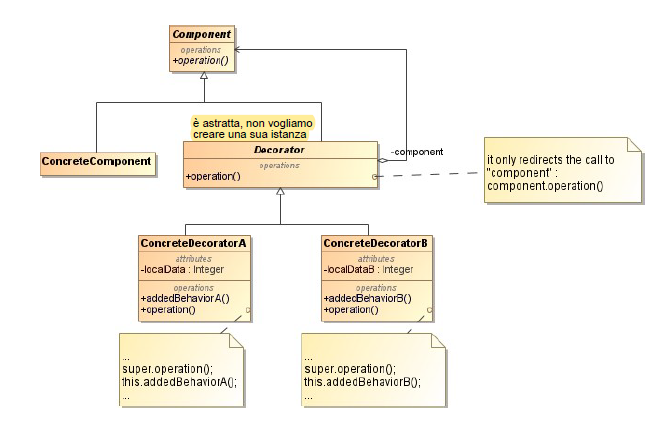 Component
operations
+operation()
è astratta, non vogliamo
creare una sua istanza
ConcreteComponent
Decorator
operations
+operation()
-component
it only redirects the call to
"component" :
component.operation()
ConcreteDecoratorA
attributes
-localData : Integer
operations
+addedBehaviorA()
+operation()
ConcreteDecoratorB
attributes
-localDataB : Integer
operations
+addedBehaviorB()
+operation()
...
super.operation();
this.addedBehaviorA();
...
...
super.operation();
this.addedBehaviorB();
...